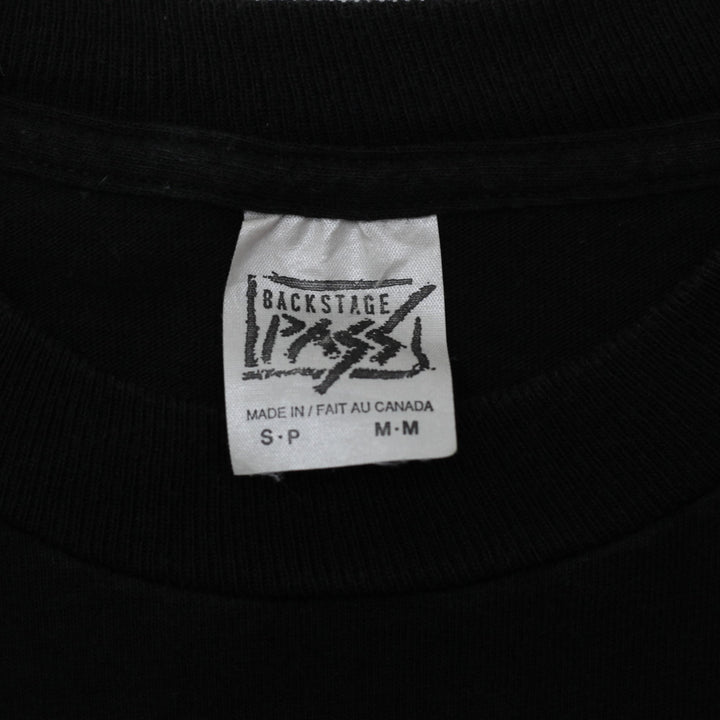 BACKSTAGE
PASS
MADE IN / FAIT AU CANADA
S·P M·M